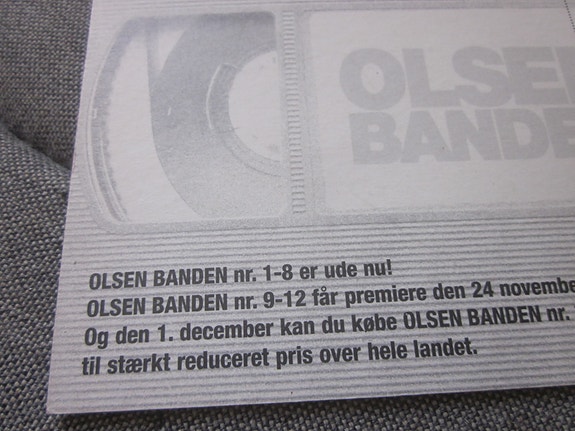 OLSEN
BANDEN
OLSEN BANDEN nr. 1-8 er ude nu!
OLSEN BANDEN nr. 9-12 får premiere den 24 novembe
Og den 1. december kan du købe OLSEN BANDEN nr.
til stærkt reduceret pris over hele landet.